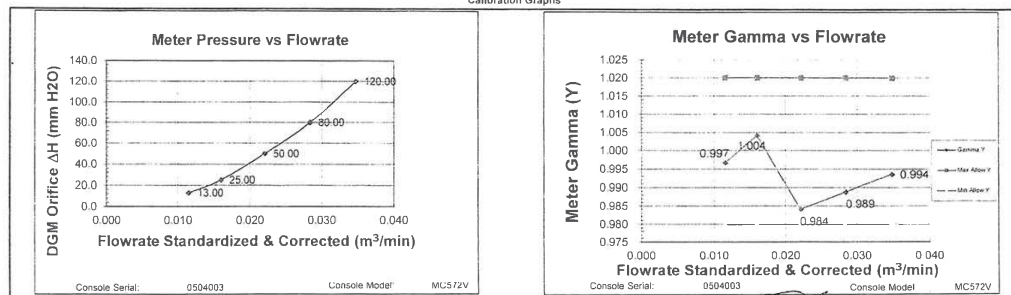 Calibration Graphs
Meter Pressure vs Flowrate
DGM Orifice ΔH (mm H2O)
140.0
120.0
100.0
80.0
60.0
40.0
20.0
0.0
120.00
80.00
50.00
25.00
13.00
0.000 0.010 0.020 0.030 0.040
Flowrate Standardized & Corrected (m³/min)
Console Serial: 0504003 Console Model MC572V
Meter Gamma vs Flowrate
Meter Gamma (Y)
1.025
1.020
1.015
1.010
1.005
1.000
0.995
0.990
0.985
0.980
0.975
0.997
1.004
0.984
0.989
0.994
Gamma Y
Max Allow Y
Min Allow Y
0.000 0.010 0.020 0.030 0.040
Flowrate Standardized & Corrected (m³/min)
Console Serial: 0504003 Console Model MC572V